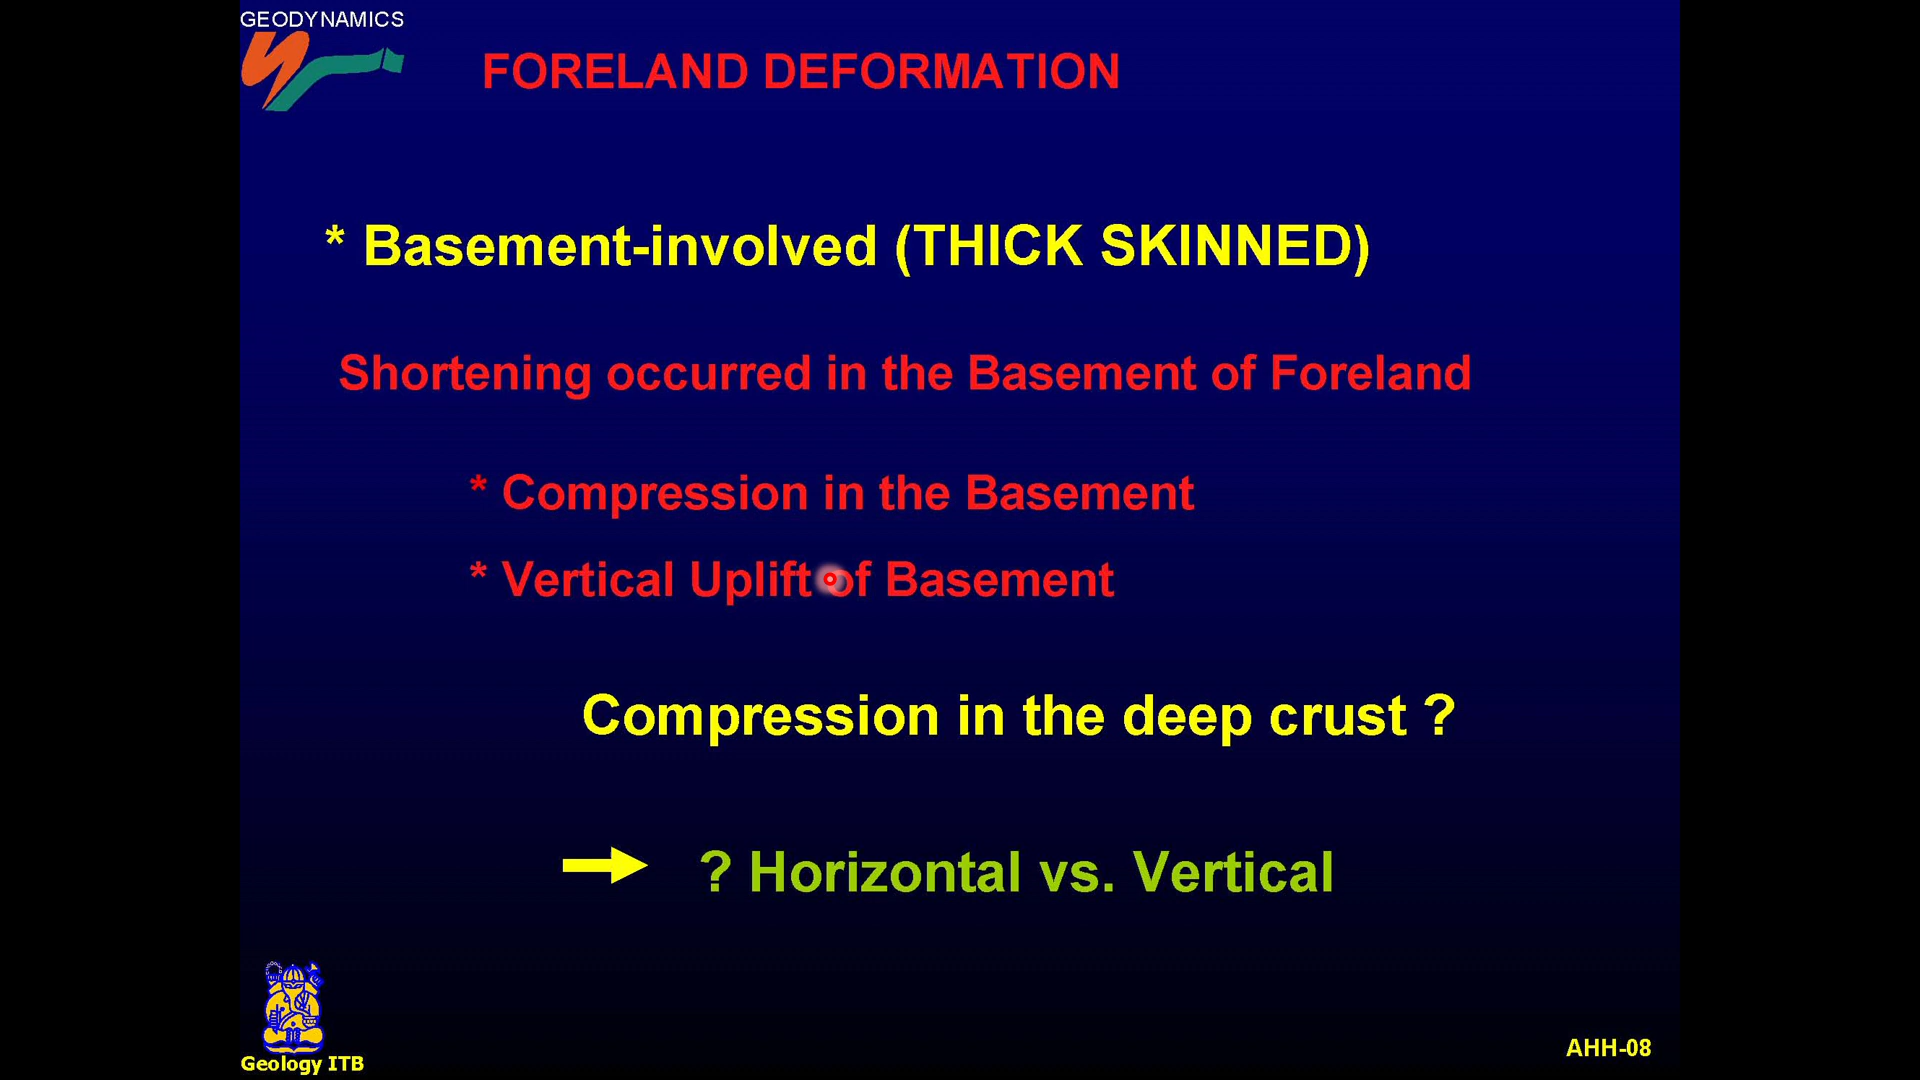 GEODYNAMICS
FORELAND DEFORMATION
* Basement-involved (THICK SKINNED)
Shortening occurred in the Basement of Foreland
* Compression in the Basement
* Vertical Uplift of Basement
Compression in the deep crust ?
? Horizontal vs. Vertical
Geology ITB
AHH-08